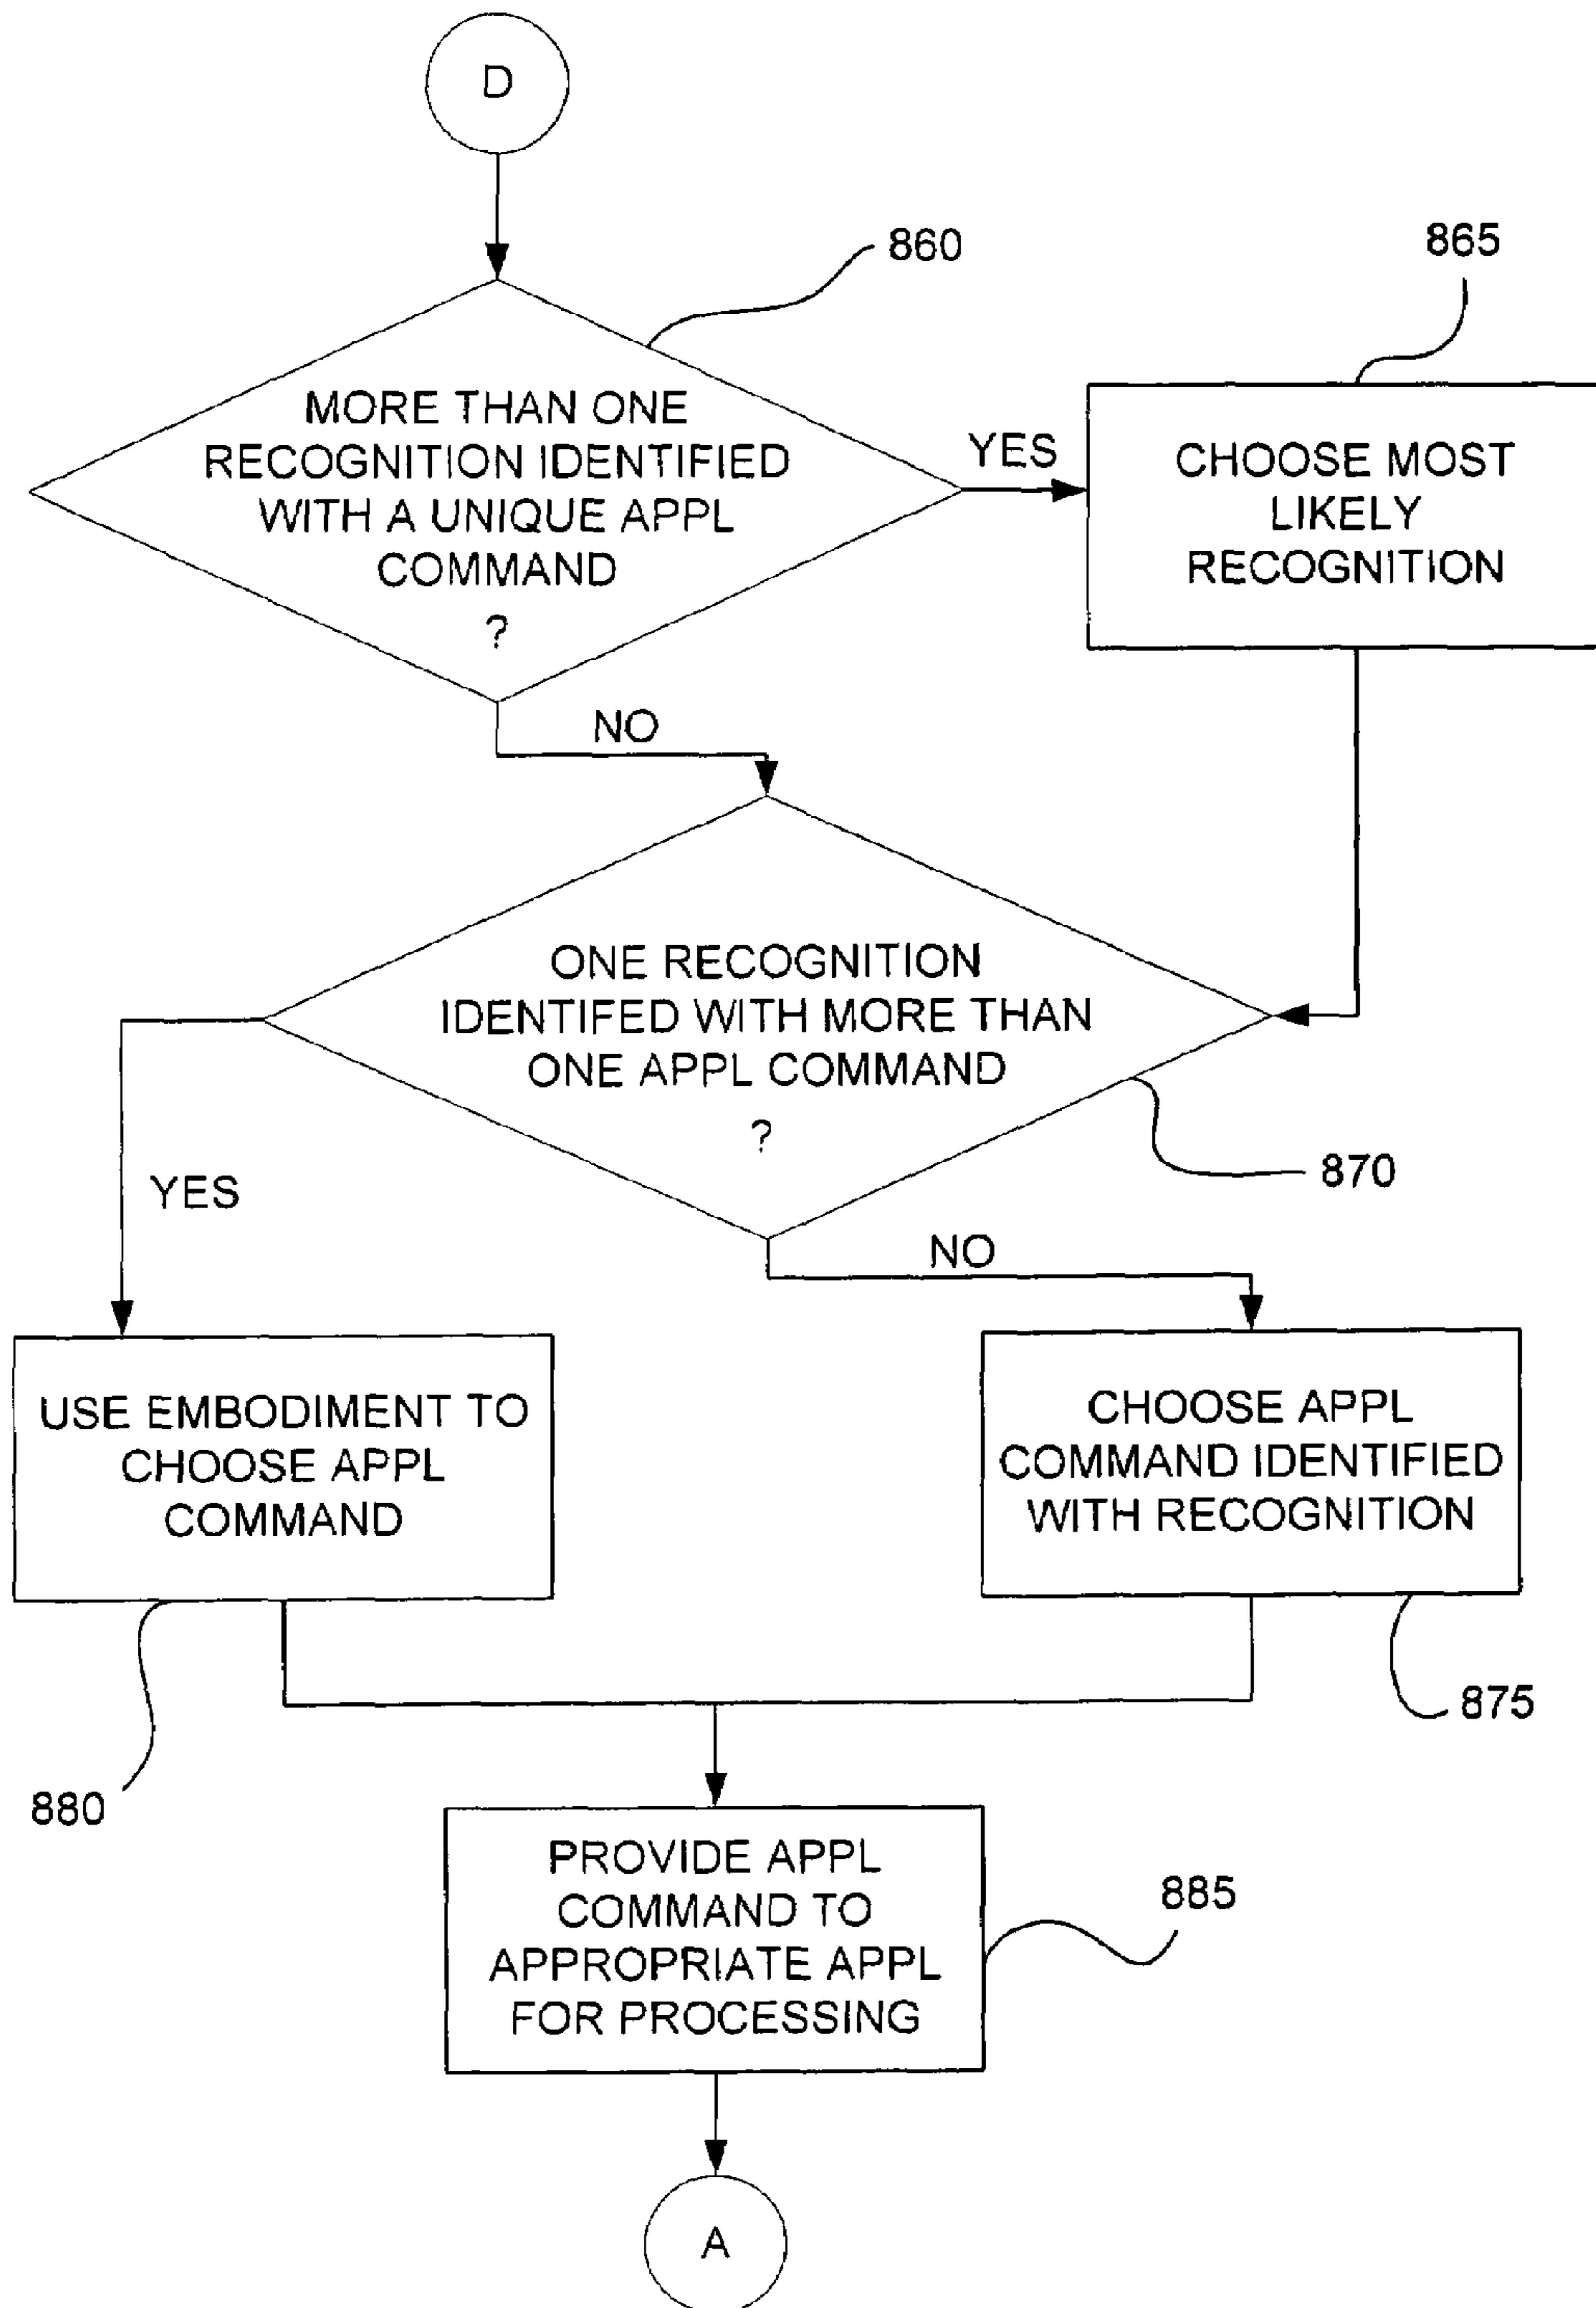 D
860
865
MORE THAN ONE
RECOGNITION IDENTIFIED
WITH A UNIQUE APPL
COMMAND
?
YES
CHOOSE MOST
LIKELY
RECOGNITION
NO
ONE RECOGNITION
IDENTIFED WITH MORE THAN
ONE APPL COMMAND
?
870
YES
NO
USE EMBODIMENT TO
CHOOSE APPL
COMMAND
CHOOSE APPL
COMMAND IDENTIFIED
WITH RECOGNITION
875
880
PROVIDE APPL
COMMAND TO
APPROPRIATE APPL
FOR PROCESSING
885
A